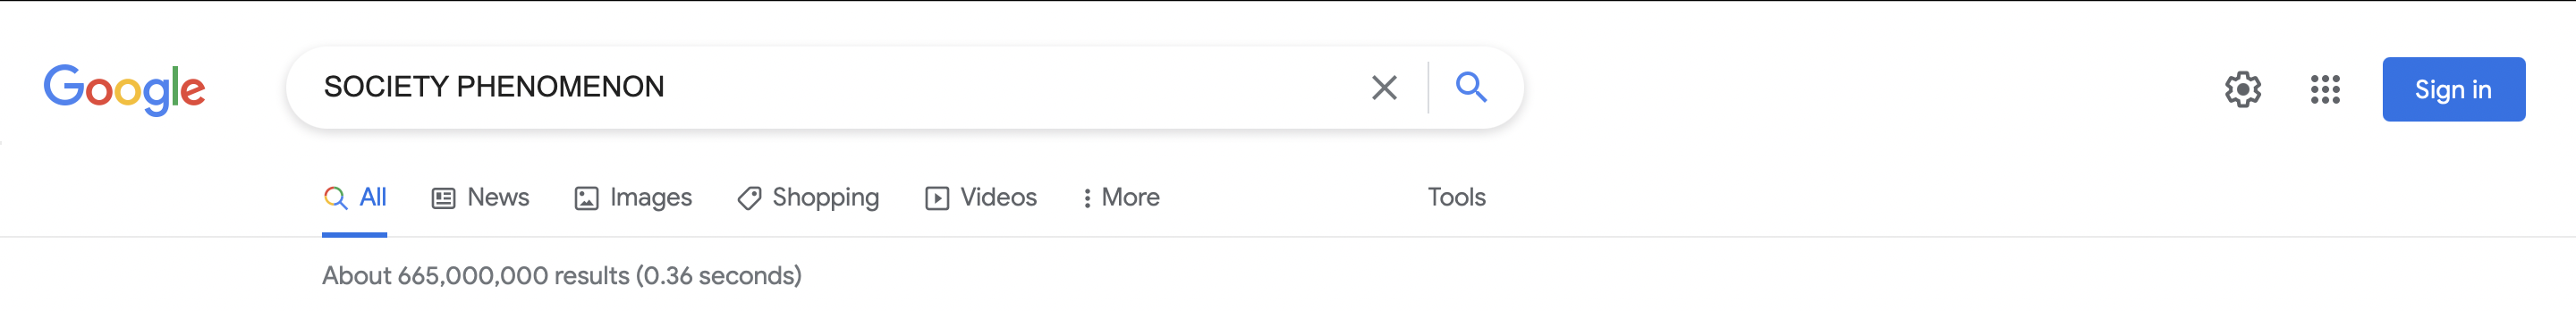 Google SOCIETY PHENOMENON Sign in
All News Images Shopping Videos More Tools
About 665,000,000 results (0.36 seconds)